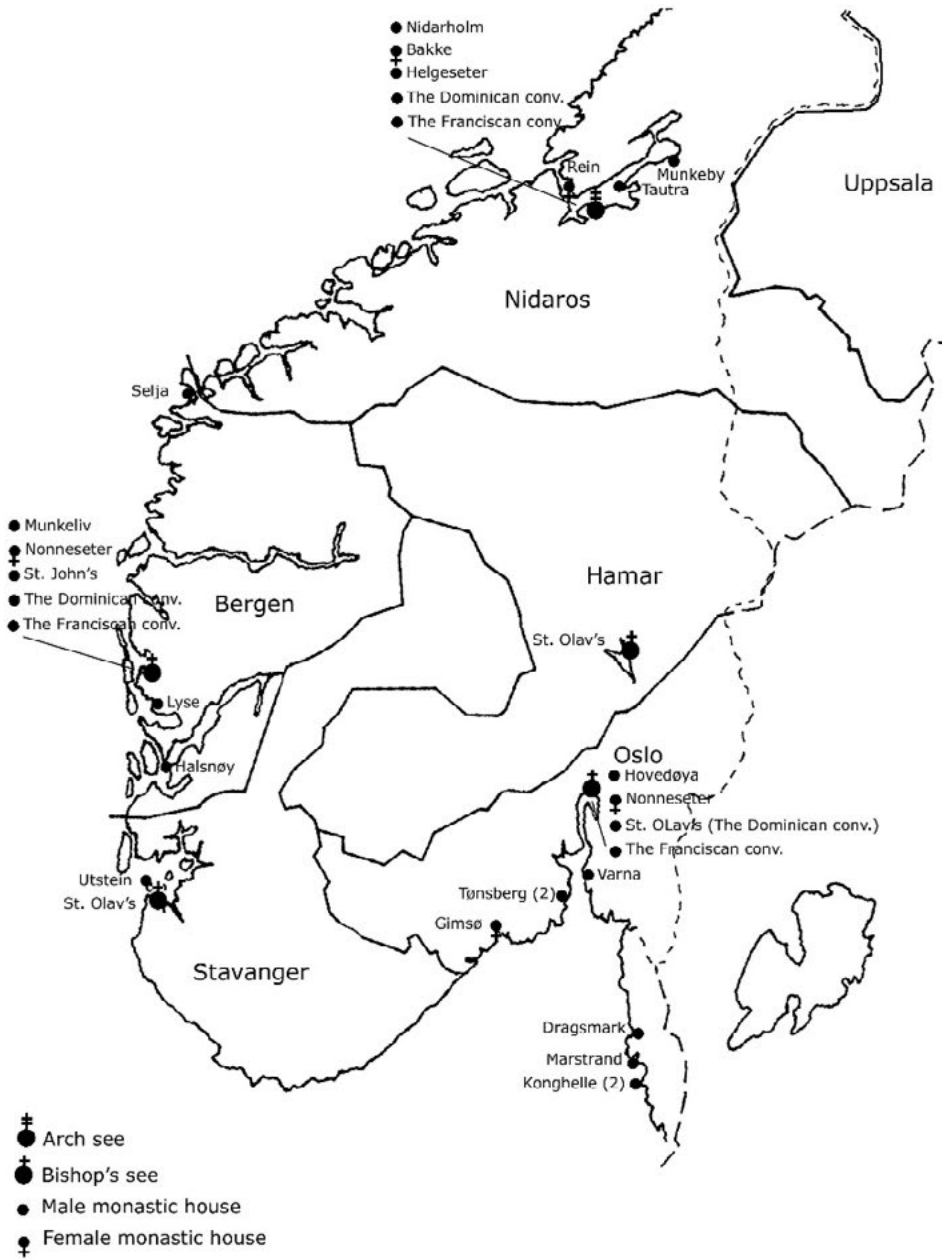 Nidarholm
Bakke
Helgeseter
The Dominican conv.
The Franciscan conv.
Rein
Munkeby
Tautra
Uppsala
Nidaros
Selja
Munkeliv
Nonneseter
St. John's
The Dominican conv.
The Franciscan conv.
Bergen
Hamar
St. Olav's
Lyse
Halsnøy
Oslo
Hovedøya
Nonneseter
St. OLav's (The Dominican conv.)
The Franciscan conv.
Varna
Utstein
St. Olav's
Tønsberg (2)
Gimsø
Stavanger
Dragsmark
Marstrand
Konghelle (2)
Arch see
Bishop's see
Male monastic house
Female monastic house